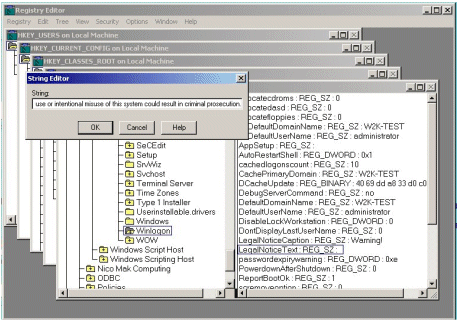 Registry Editor
Registry Edit Tree View Security Options Window Help
HKEY_USERS on Local Machine
HKEY_CURRENT_CONFIG on Local Machine
HKEY_CLASSES_ROOT on Local Machine
String Editor
String:
use or intentional misuse of this system could result in criminal prosecution.
OK Cancel Help
SeCEdit
Setup
SrvWiz
Svchost
Terminal Server
Time Zones
Type 1 Installer
Userinstallable.drivers
Windows
Winlogon
WOW
Windows Script Host
Windows Scripting Host
Nico Mak Computing
ODBC
Policies
ocatecdroms : REG_SZ : 0
ocatedasd : REG_SZ : 0
ocatefloppies : REG_SZ : 0
DefaultDomainName : REG_SZ : W2K-TEST
DefaultUserName : REG_SZ : administrator
AppSetup : REG_SZ :
AutoRestartShell : REG_DWORD : 0x1
cachedlogonscount : REG_SZ : 10
CachePrimaryDomain : REG_SZ : W2K-TEST
DCacheUpdate : REG_BINARY : 40 69 dd a8 33 d0 c0
DebugServerCommand : REG_SZ : no
DefaultDomainName : REG_SZ : W2K-TEST
DefaultUserName : REG_SZ : administrator
DisableLockWorkstation : REG_DWORD : 0
DontDisplayLastUserName : REG_SZ : 0
LegalNoticeCaption : REG_SZ : Warning!
LegalNoticeText : REG_SZ :
passwordexpirywarning : REG_DWORD : 0xe
PowerdownAfterShutdown : REG_SZ : 0
ReportBootOk : REG_SZ : 1
scremoveoption : REG_SZ : 0